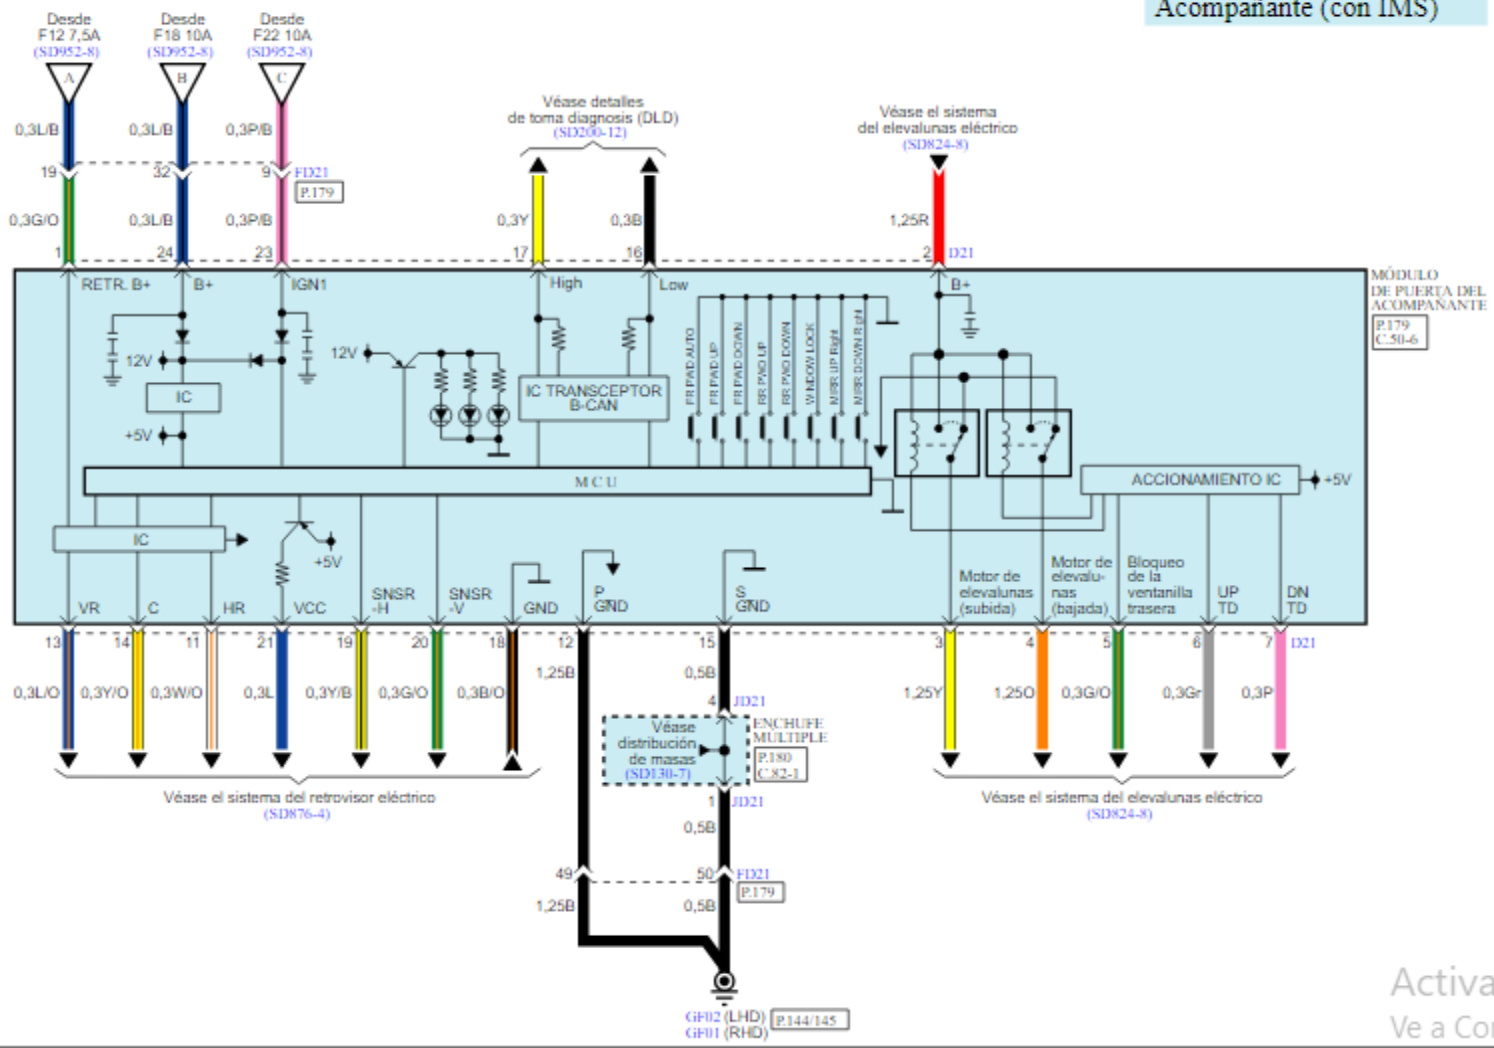 Acompañante (con IMS)
Desde
F12 7,5A
(SD952-8)
Desde
F18 10A
(SD952-8)
Desde
F22 10A
(SD952-8)
A
B
C
Véase detalles
de toma diagnosis (DLD)
(SD200-12)
Véase el sistema
del elevalunas eléctrico
(SD824-8)
0,3L/B
0,3L/B
0,3P/B
19
32
9
FD21
P.179
0,3G/O
0,3L/B
0,3P/B
0,3Y
0,3B
1,25R
1
24
23
17
16
2
D21
RETR. B+
B+
IGN1
High
Low
B+
MÓDULO
DE PUERTA DEL
ACOMPAÑANTE
P.179
C.50-6
12V
IC
+5V
12V
IC TRANSCEPTOR
B-CAN
FR PWD AUTO
FR PWD UP
FR PWD DOWN
RR PWD UP
RR PWD DOWN
WINDOW LOCK
MIRR UP Right
MIRR DOWN Right
MCU
ACCIONAMIENTO IC
+5V
IC
+5V
VR
C
HR
VCC
SNSR
-H
SNSR
-V
GND
P
GND
S
GND
Motor de
elevalunas
(subida)
Motor de
elevalu-
nas
(bajada)
Bloqueo
de la
ventanilla
trasera
UP
TD
DN
TD
13
14
11
21
19
20
18
12
15
3
4
5
6
7
D21
0,3L/O
0,3Y/O
0,3W/O
0,3L
0,3Y/B
0,3G/O
0,3B/O
1,25B
0,5B
1,25Y
1,25O
0,3G/O
0,3Gr
0,3P
4
JD21
Véase
distribución
de masas
(SD130-7)
ENCHUFE
MÚLTIPLE
P.180
C.82-1
1
JD21
Véase el sistema del retrovisor eléctrico
(SD876-4)
Véase el sistema del elevalunas eléctrico
(SD824-8)
0,5B
49
50
FD21
P.179
1,25B
0,5B
GF02 (LHD)
GF01 (RHD)
P.144/145
Activa
Ve a Co